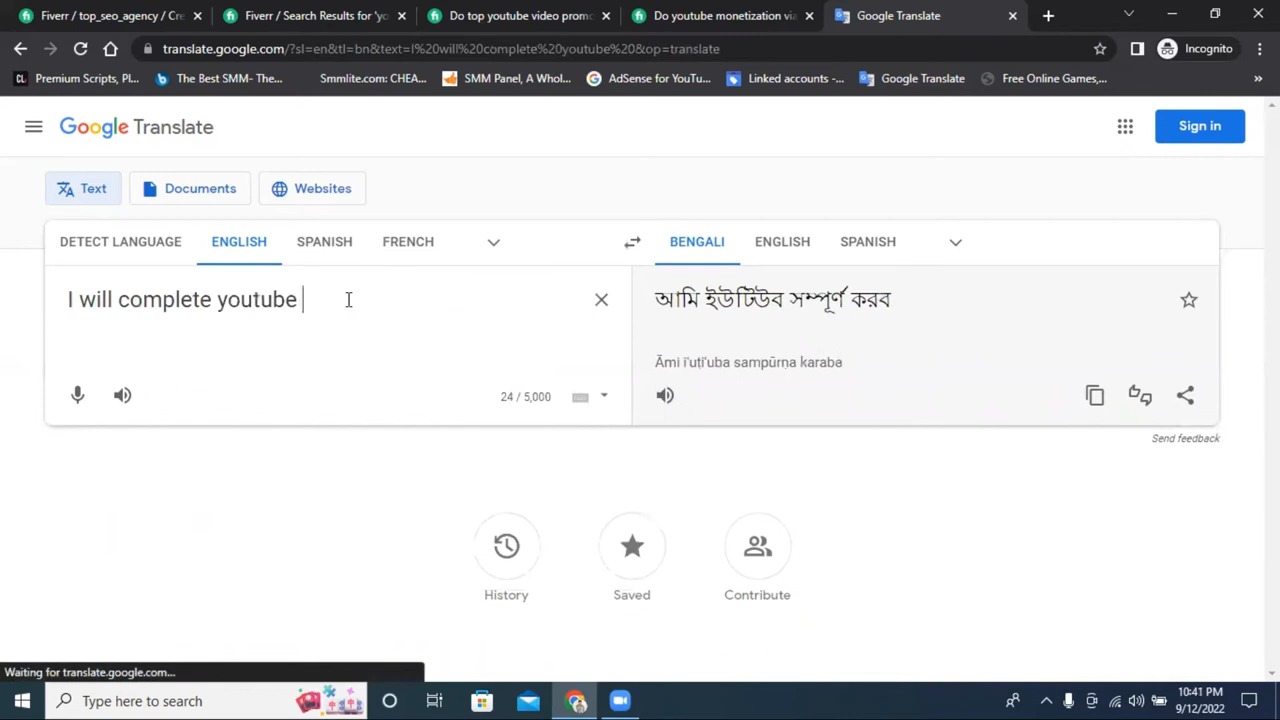 Fiverr / top_seo_agency / Cre
Fiverr / Search Results for 'yo
Do top youtube video promo
Do youtube monetization via
Google Translate
translate.google.com/?sl=en&tl=bn&text=I%20will%20complete%20youtube%20&op=translate
Incognito
Premium Scripts, Pl...
The Best SMM- The...
Smmlite.com: CHEA...
SMM Panel, A Whol...
AdSense for YouTu...
Linked accounts -...
Google Translate
Free Online Games,...
Google Translate
Sign in
Text
Documents
Websites
DETECT LANGUAGE
ENGLISH
SPANISH
FRENCH
BENGALI
ENGLISH
SPANISH
I will complete youtube
আমি ইউটিউব সম্পূর্ণ করব
Āmi i'uṭi'uba sampūrṇa karaba
24 / 5,000
Send feedback
History
Saved
Contribute
Waiting for translate.google.com...
Type here to search
10:41 PM
9/12/2022